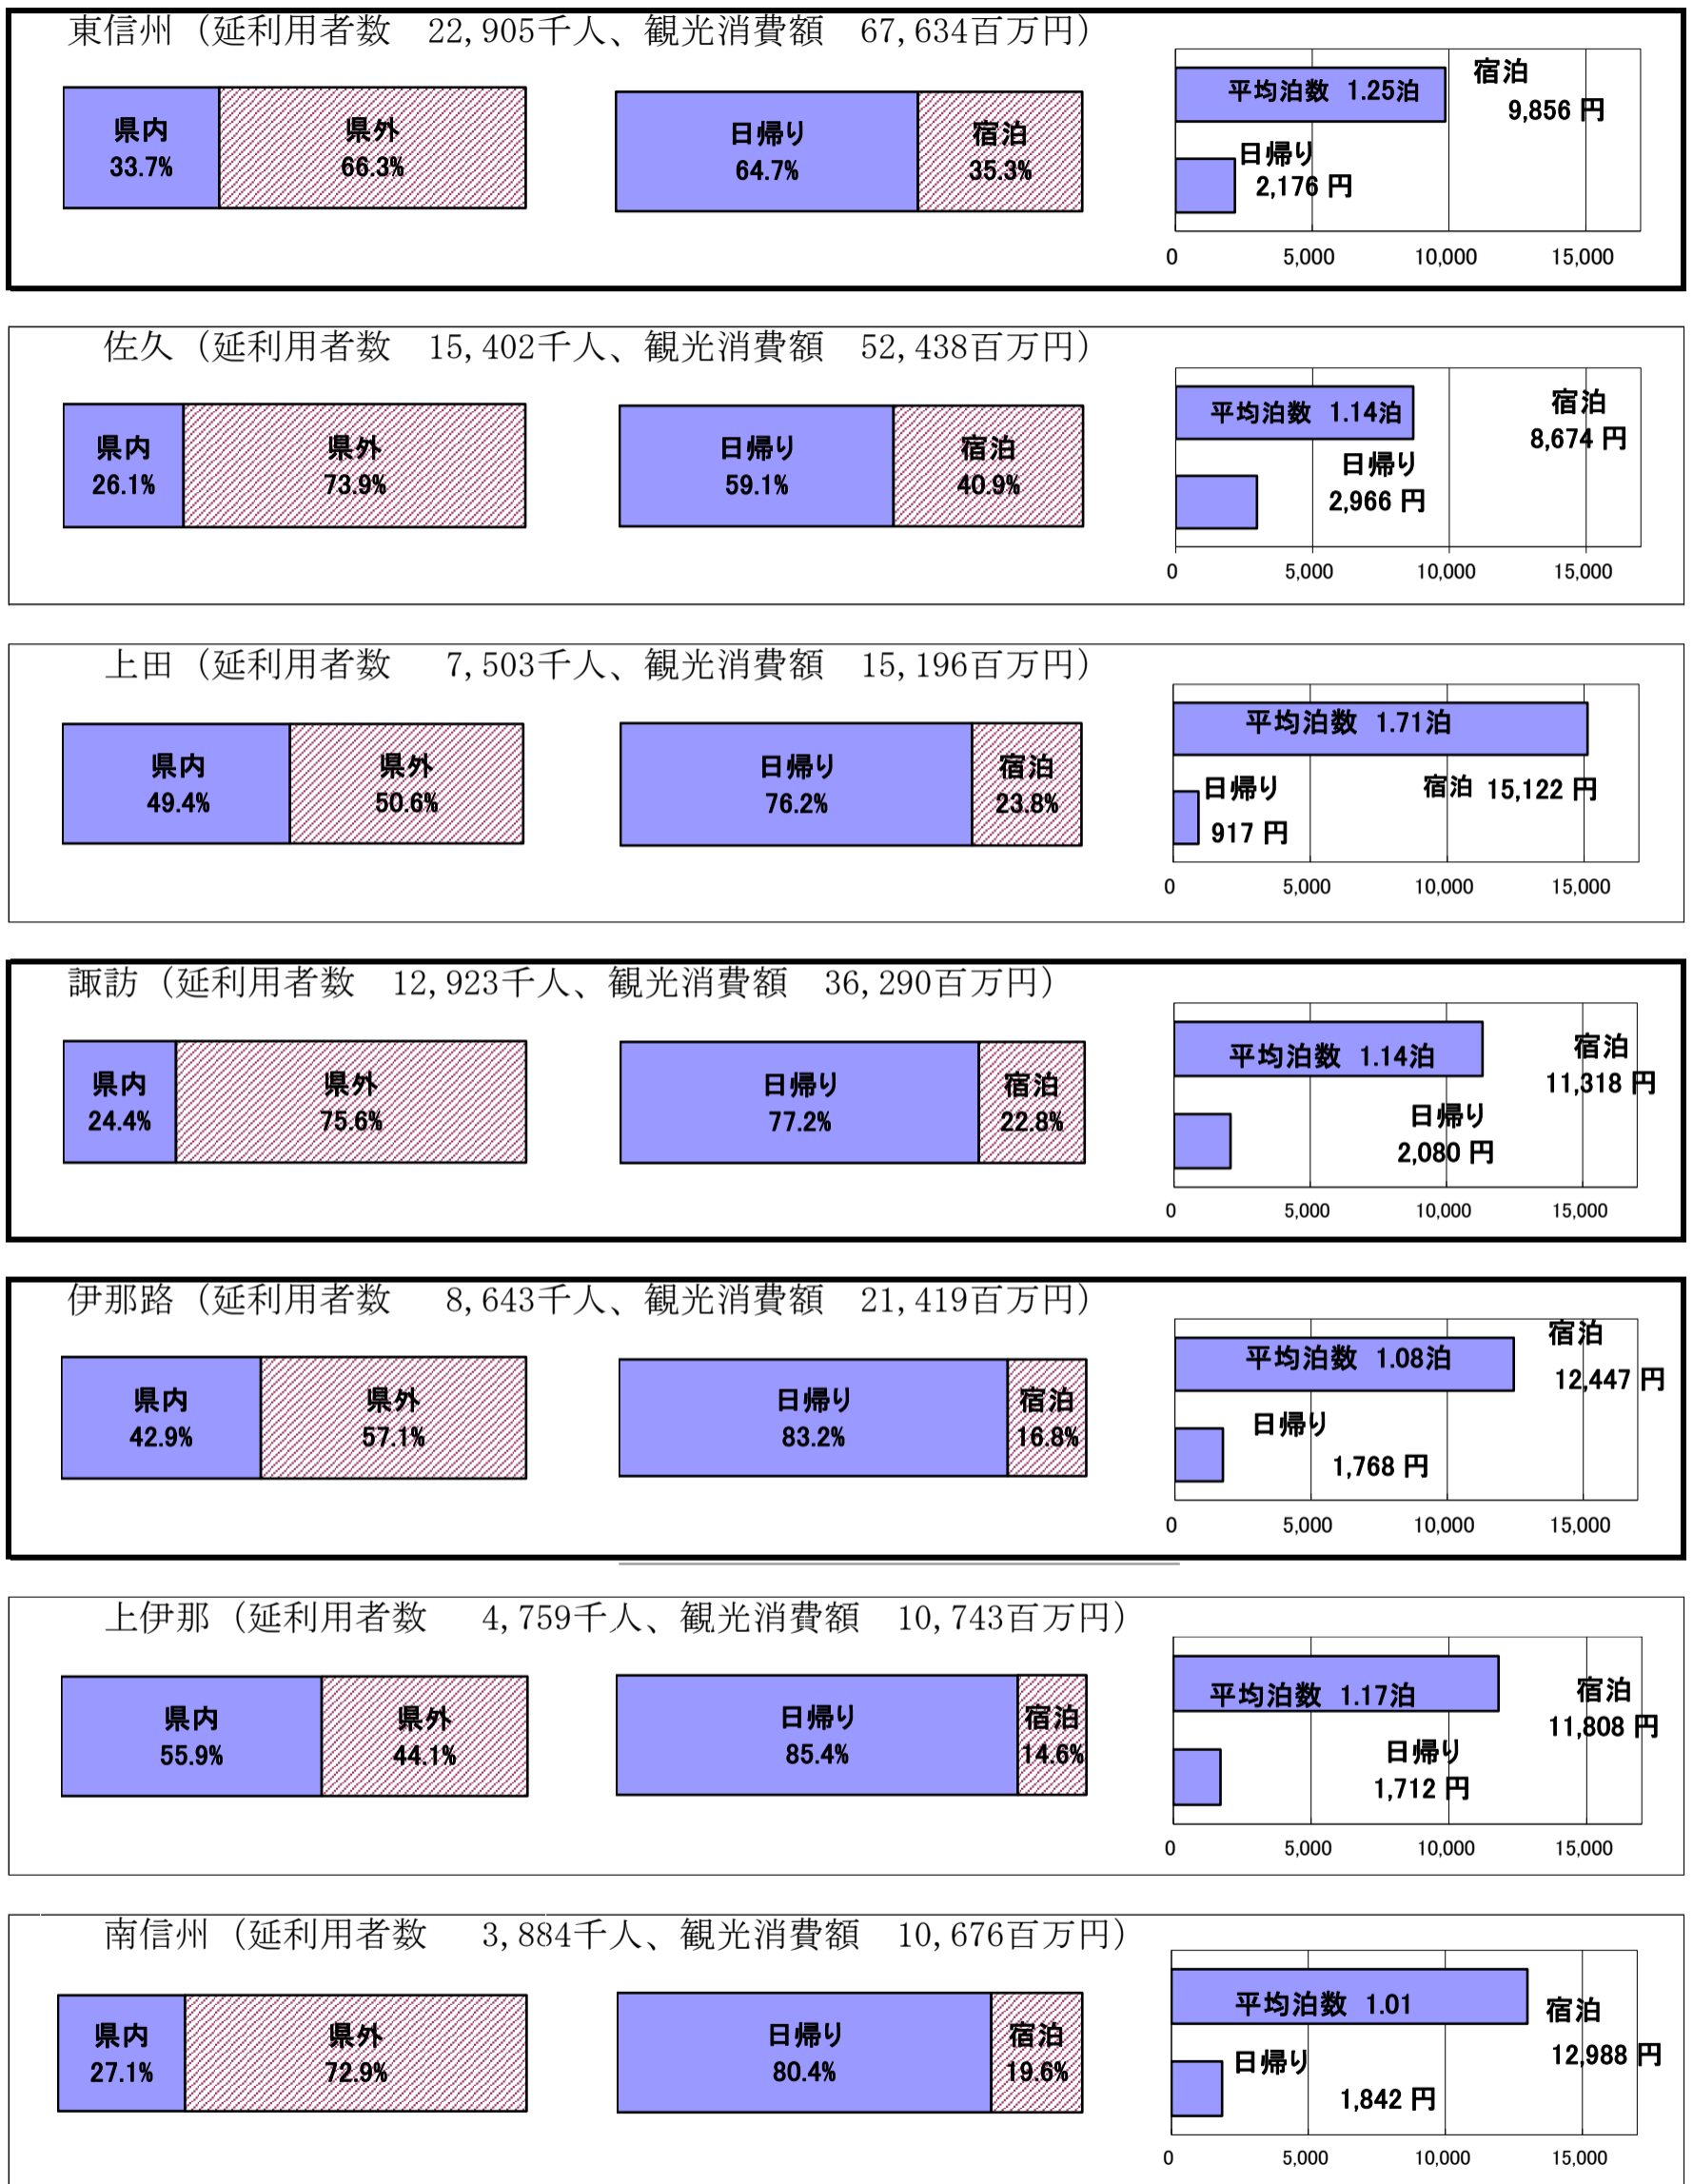 東信州（延利用者数　22,905千人、観光消費額　67,634百万円）
県内 県外 日帰り 宿泊
33.7% 66.3% 64.7% 35.3%
平均泊数 1.25泊 宿泊
9,856 円
日帰り
2,176 円
0 5,000 10,000 15,000
佐久（延利用者数　15,402千人、観光消費額　52,438百万円）
県内 県外 日帰り 宿泊
26.1% 73.9% 59.1% 40.9%
平均泊数 1.14泊 宿泊
8,674 円
日帰り
2,966 円
0 5,000 10,000 15,000
上田（延利用者数　7,503千人、観光消費額　15,196百万円）
県内 県外 日帰り 宿泊
49.4% 50.6% 76.2% 23.8%
平均泊数 1.71泊
日帰り 宿泊 15,122 円
917 円
0 5,000 10,000 15,000
諏訪（延利用者数　12,923千人、観光消費額　36,290百万円）
県内 県外 日帰り 宿泊
24.4% 75.6% 77.2% 22.8%
平均泊数 1.14泊 宿泊
11,318 円
日帰り
2,080 円
0 5,000 10,000 15,000
伊那路（延利用者数　8,643千人、観光消費額　21,419百万円）
県内 県外 日帰り 宿泊
42.9% 57.1% 83.2% 16.8%
平均泊数 1.08泊 宿泊
12,447 円
日帰り
1,768 円
0 5,000 10,000 15,000
上伊那（延利用者数　4,759千人、観光消費額　10,743百万円）
県内 県外 日帰り 宿泊
55.9% 44.1% 85.4% 14.6%
平均泊数 1.17泊 宿泊
11,808 円
日帰り
1,712 円
0 5,000 10,000 15,000
南信州（延利用者数　3,884千人、観光消費額　10,676百万円）
県内 県外 日帰り 宿泊
27.1% 72.9% 80.4% 19.6%
平均泊数 1.01 宿泊
12,988 円
日帰り
1,842 円
0 5,000 10,000 15,000